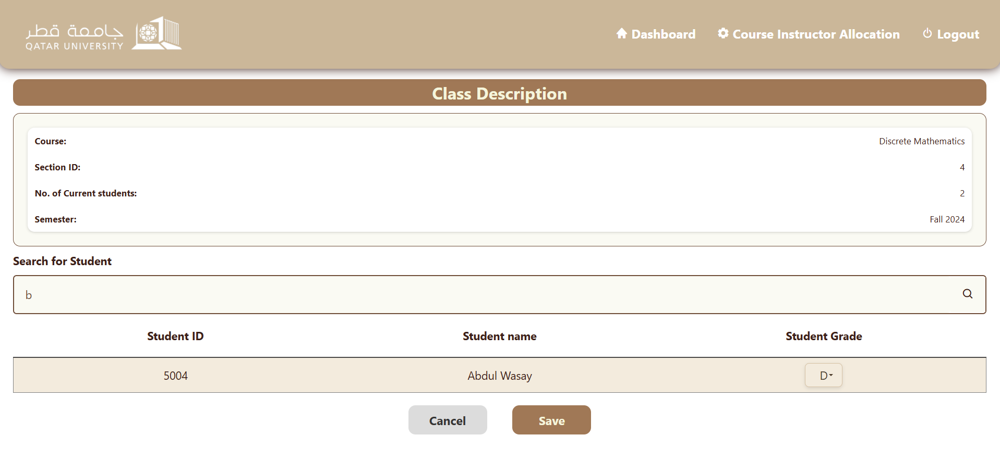 جامعة قطر
QATAR UNIVERSITY
Dashboard
Course Instructor Allocation
Logout
Class Description
Course: Discrete Mathematics
Section ID: 4
No. of Current students: 2
Semester: Fall 2024
Search for Student
b
Student ID Student name Student Grade
5004 Abdul Wasay D
Cancel Save